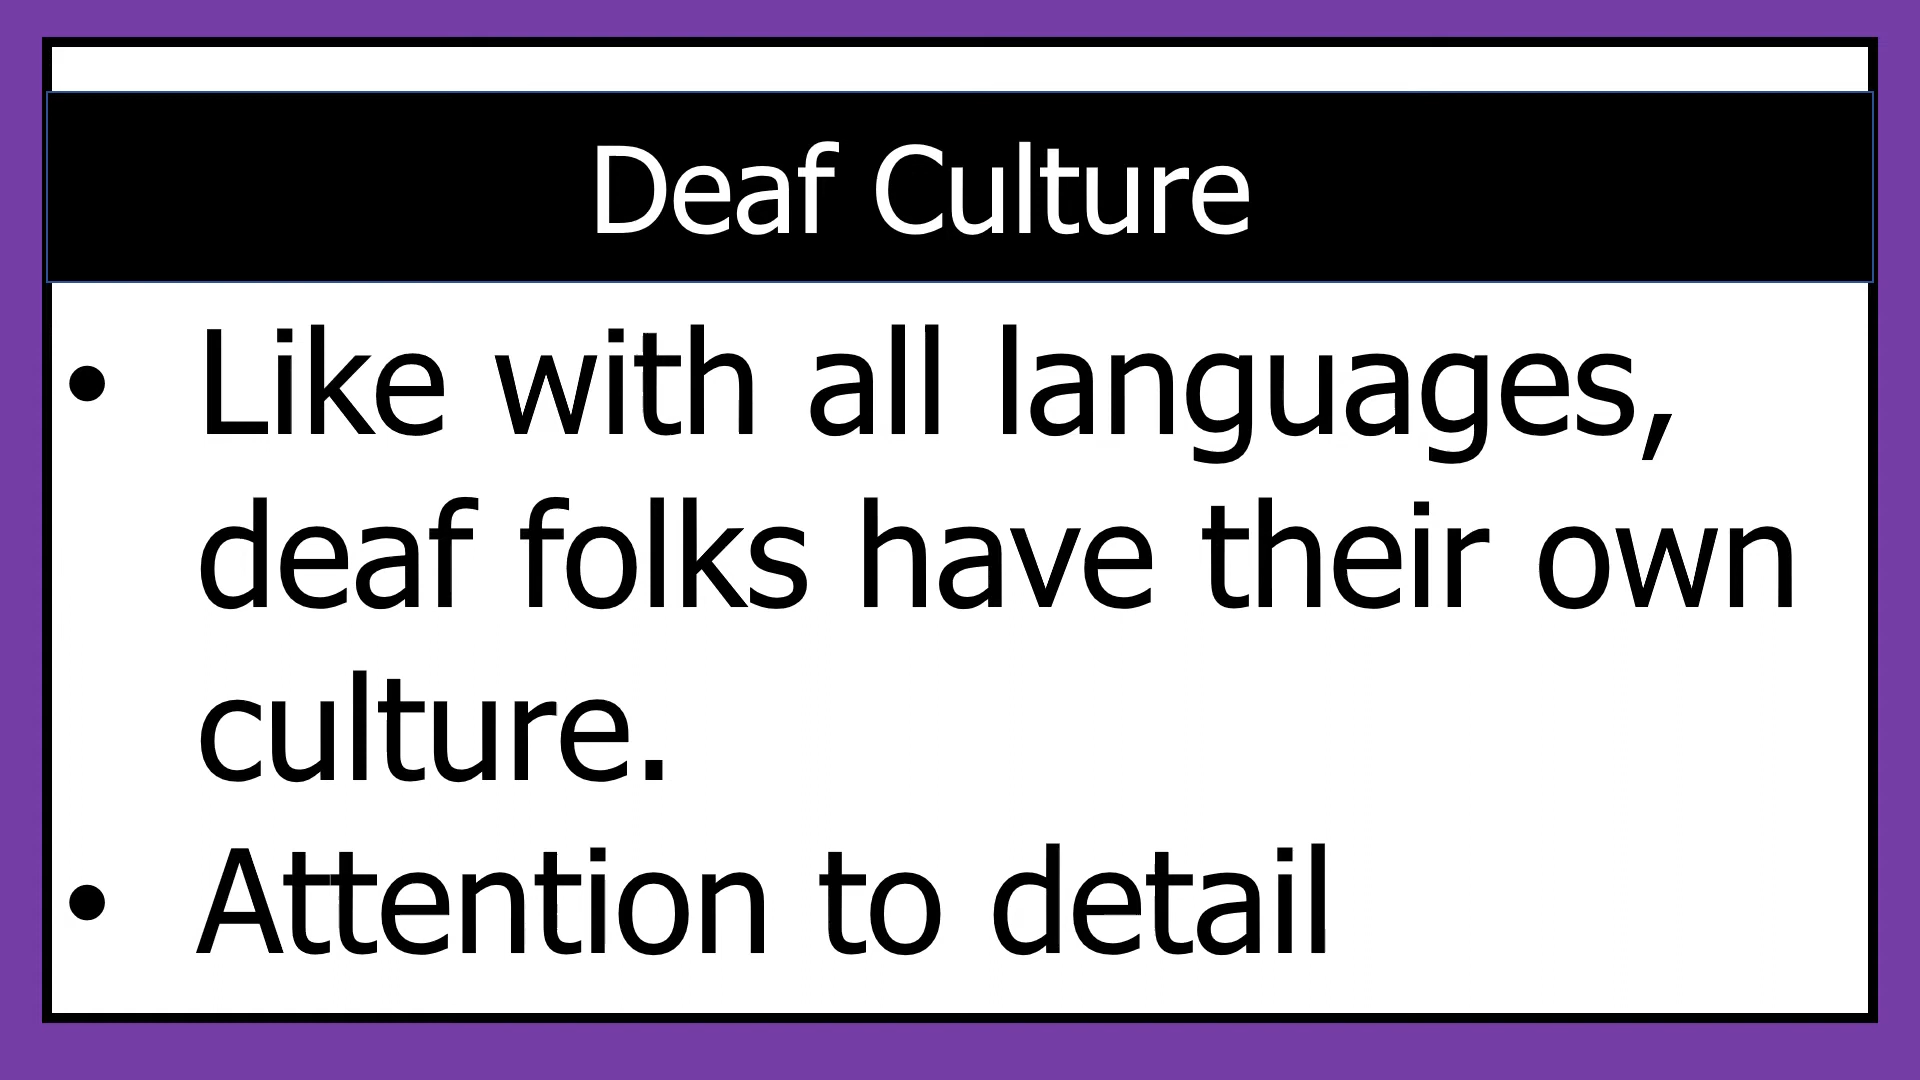 Deaf Culture
• Like with all languages,
deaf folks have their own
culture.
• Attention to detail